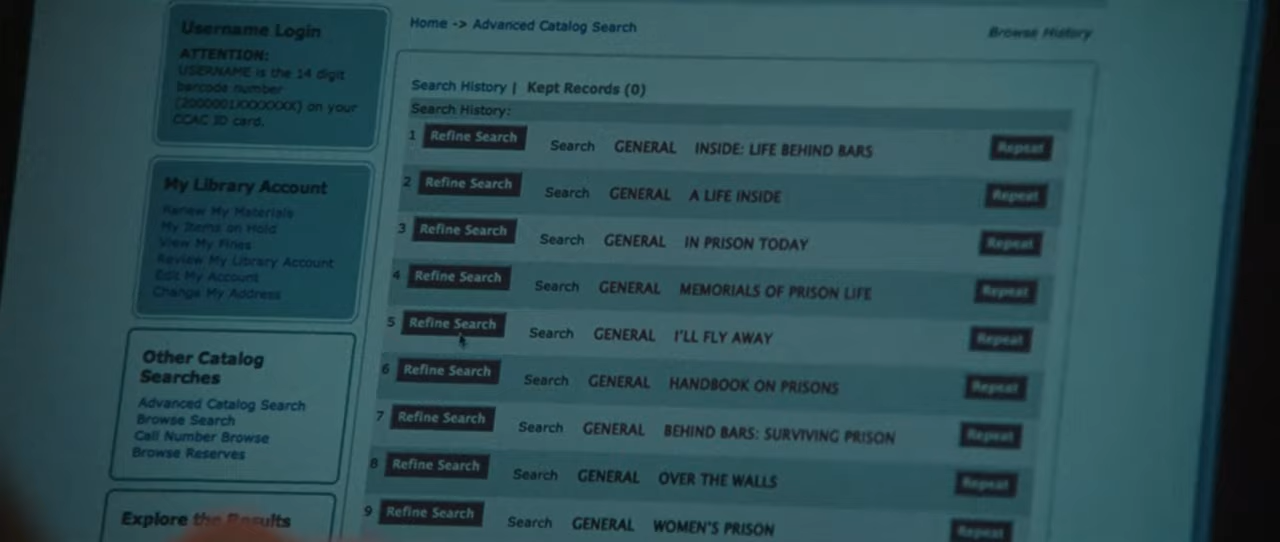 Home -> Advanced Catalog Search
Browse History
Username Login
ATTENTION:
USERNAME is the 14 digit
barcode number
(2000001XXXXXXX) on your
CCAC ID card.
My Library Account
Renew My Materials
My Items on Hold
View My Fines
Review My Library Account
Edit My Account
Change My Address
Other Catalog
Searches
Advanced Catalog Search
Browse Search
Call Number Browse
Browse Reserves
Explore the Results
Search History | Kept Records (0)
Search History:
1 Refine Search Search GENERAL INSIDE: LIFE BEHIND BARS Repeat
2 Refine Search Search GENERAL A LIFE INSIDE Repeat
3 Refine Search Search GENERAL IN PRISON TODAY Repeat
4 Refine Search Search GENERAL MEMORIALS OF PRISON LIFE Repeat
5 Refine Search Search GENERAL I'LL FLY AWAY Repeat
6 Refine Search Search GENERAL HANDBOOK ON PRISONS Repeat
7 Refine Search Search GENERAL BEHIND BARS: SURVIVING PRISON Repeat
8 Refine Search Search GENERAL OVER THE WALLS Repeat
9 Refine Search Search GENERAL WOMEN'S PRISON Repeat